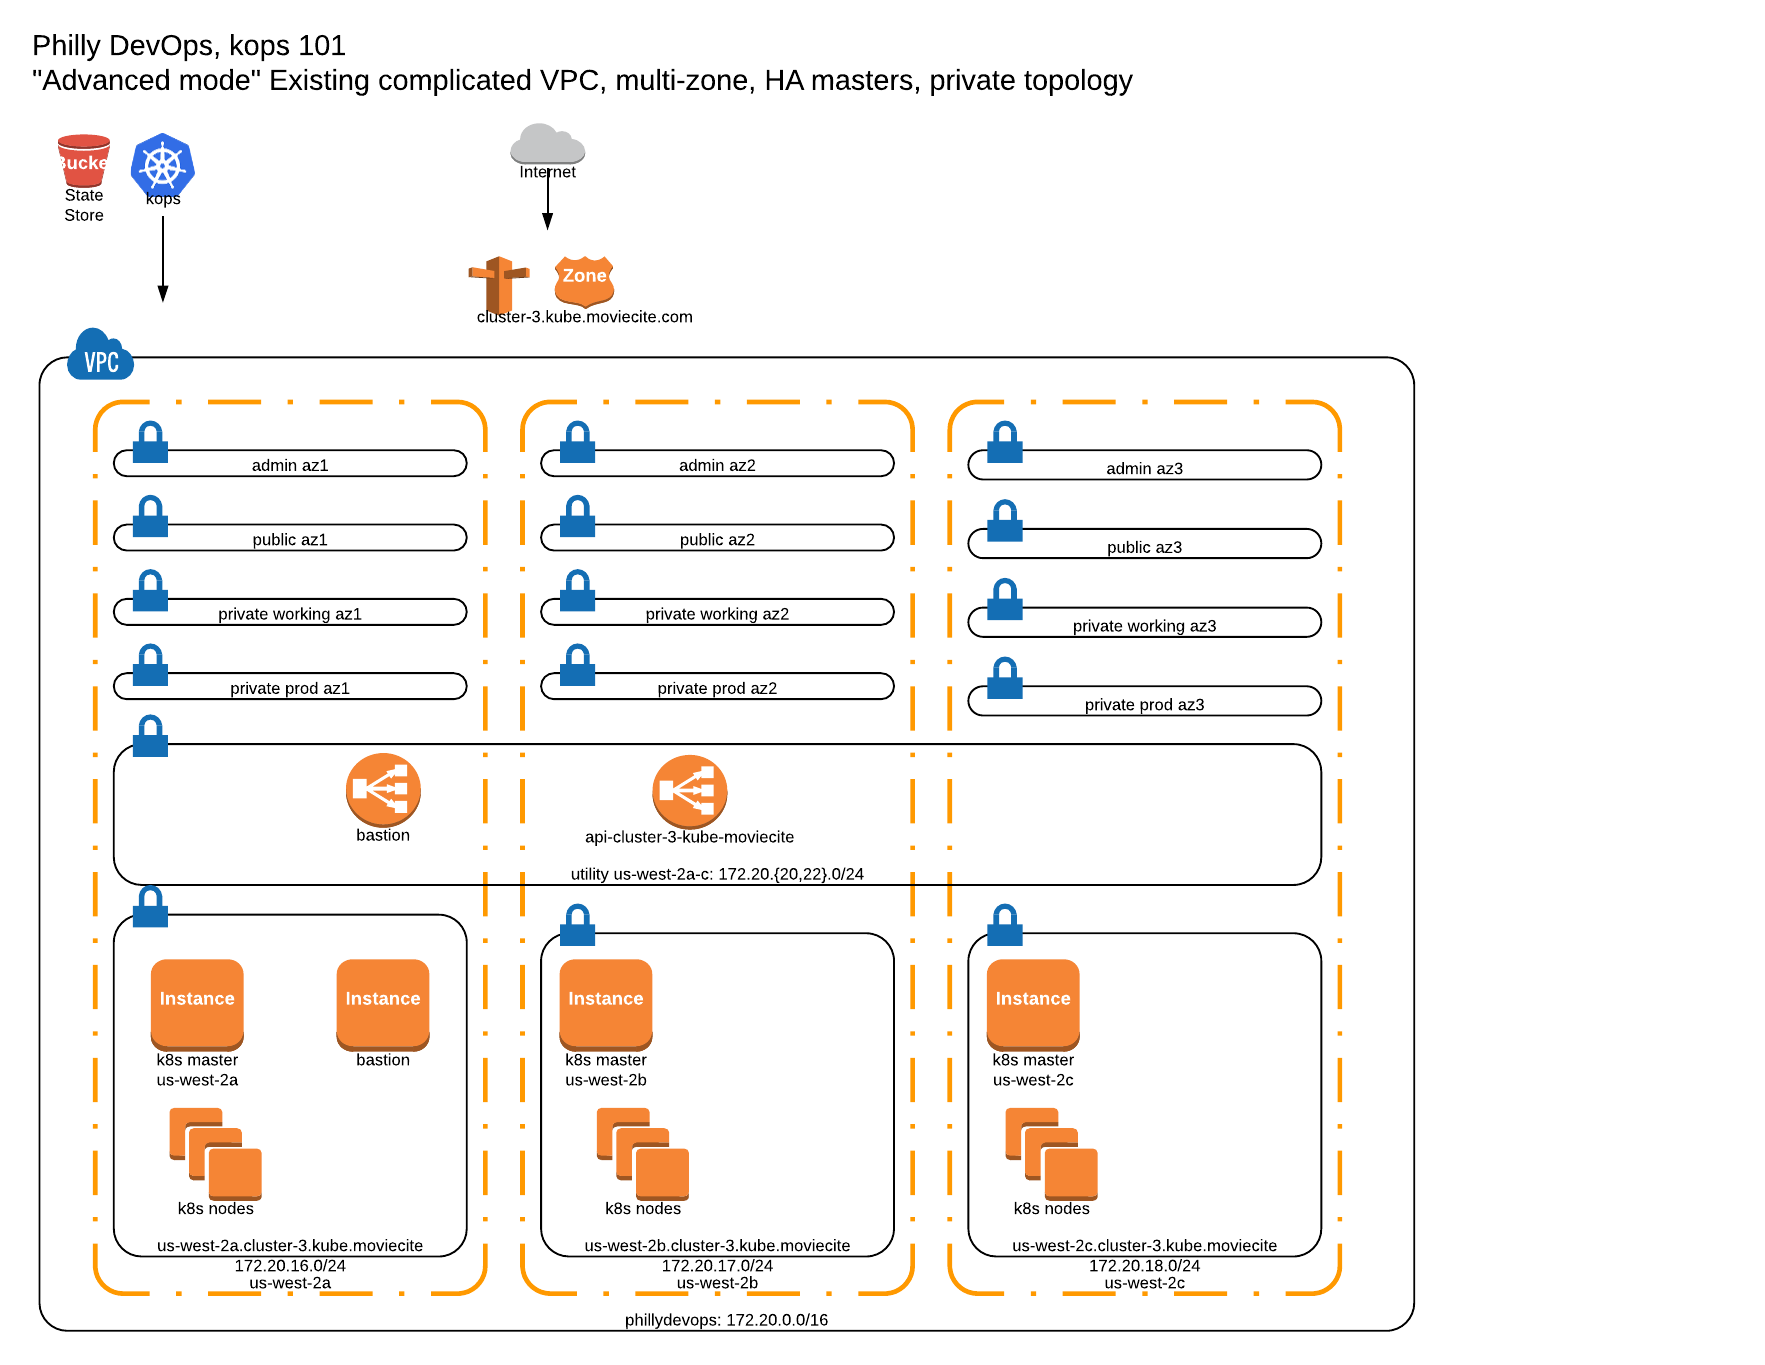 Philly DevOps, kops 101
"Advanced mode" Existing complicated VPC, multi-zone, HA masters, private topology
Bucke
State
Store
kops
Internet
Zone
cluster-3.kube.moviecite.com
VPC
admin az1
admin az2
admin az3
public az1
public az2
public az3
private working az1
private working az2
private working az3
private prod az1
private prod az2
private prod az3
bastion
api-cluster-3-kube-moviecite
utility us-west-2a-c: 172.20.{20,22}.0/24
Instance
k8s master
us-west-2a
Instance
bastion
k8s nodes
us-west-2a.cluster-3.kube.moviecite
172.20.16.0/24
us-west-2a
Instance
k8s master
us-west-2b
k8s nodes
us-west-2b.cluster-3.kube.moviecite
172.20.17.0/24
us-west-2b
Instance
k8s master
us-west-2c
k8s nodes
us-west-2c.cluster-3.kube.moviecite
172.20.18.0/24
us-west-2c
phillydevops: 172.20.0.0/16